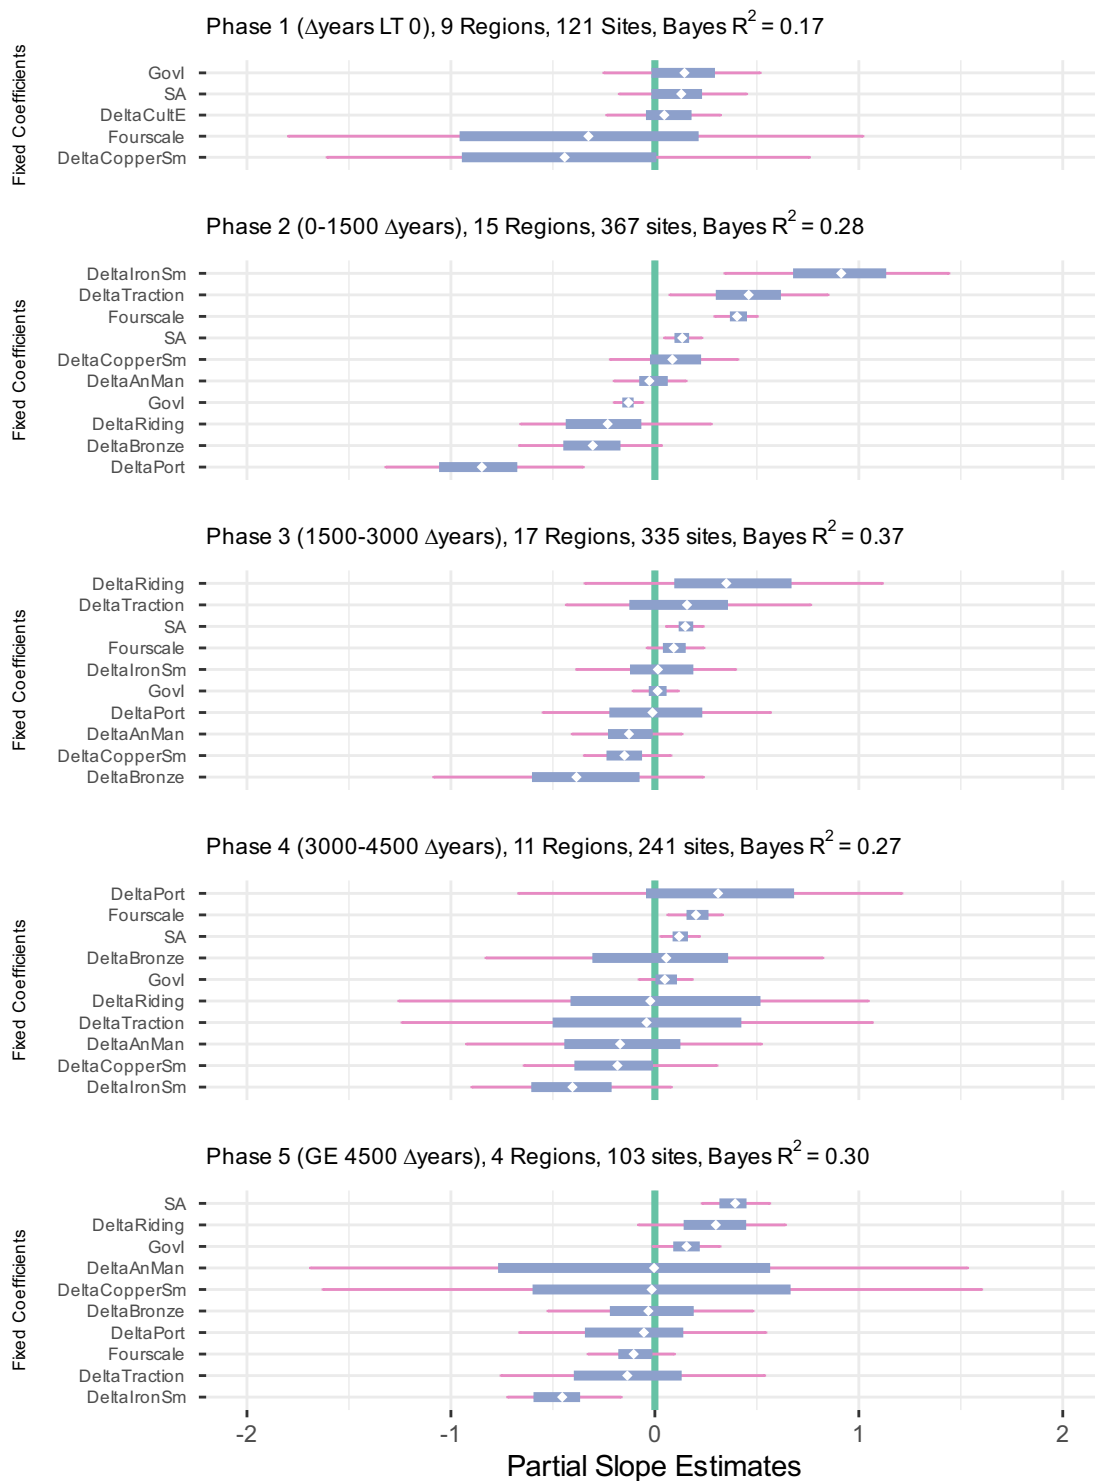 Phase 1 (Δyears LT 0), 9 Regions, 121 Sites, Bayes R² = 0.17
Fixed Coefficients
GovI
SA
DeltaCultE
Fourscale
DeltaCopperSm
Phase 2 (0-1500 Δyears), 15 Regions, 367 sites, Bayes R² = 0.28
Fixed Coefficients
DeltaIronSm
DeltaTraction
Fourscale
SA
DeltaCopperSm
DeltaAnMan
GovI
DeltaRiding
DeltaBronze
DeltaPort
Phase 3 (1500-3000 Δyears), 17 Regions, 335 sites, Bayes R² = 0.37
Fixed Coefficients
DeltaRiding
DeltaTraction
SA
Fourscale
DeltaIronSm
GovI
DeltaPort
DeltaAnMan
DeltaCopperSm
DeltaBronze
Phase 4 (3000-4500 Δyears), 11 Regions, 241 sites, Bayes R² = 0.27
Fixed Coefficients
DeltaPort
Fourscale
SA
DeltaBronze
GovI
DeltaRiding
DeltaTraction
DeltaAnMan
DeltaCopperSm
DeltaIronSm
Phase 5 (GE 4500 Δyears), 4 Regions, 103 sites, Bayes R² = 0.30
Fixed Coefficients
SA
DeltaRiding
GovI
DeltaAnMan
DeltaCopperSm
DeltaBronze
DeltaPort
Fourscale
DeltaTraction
DeltaIronSm
-2 -1 0 1 2
Partial Slope Estimates